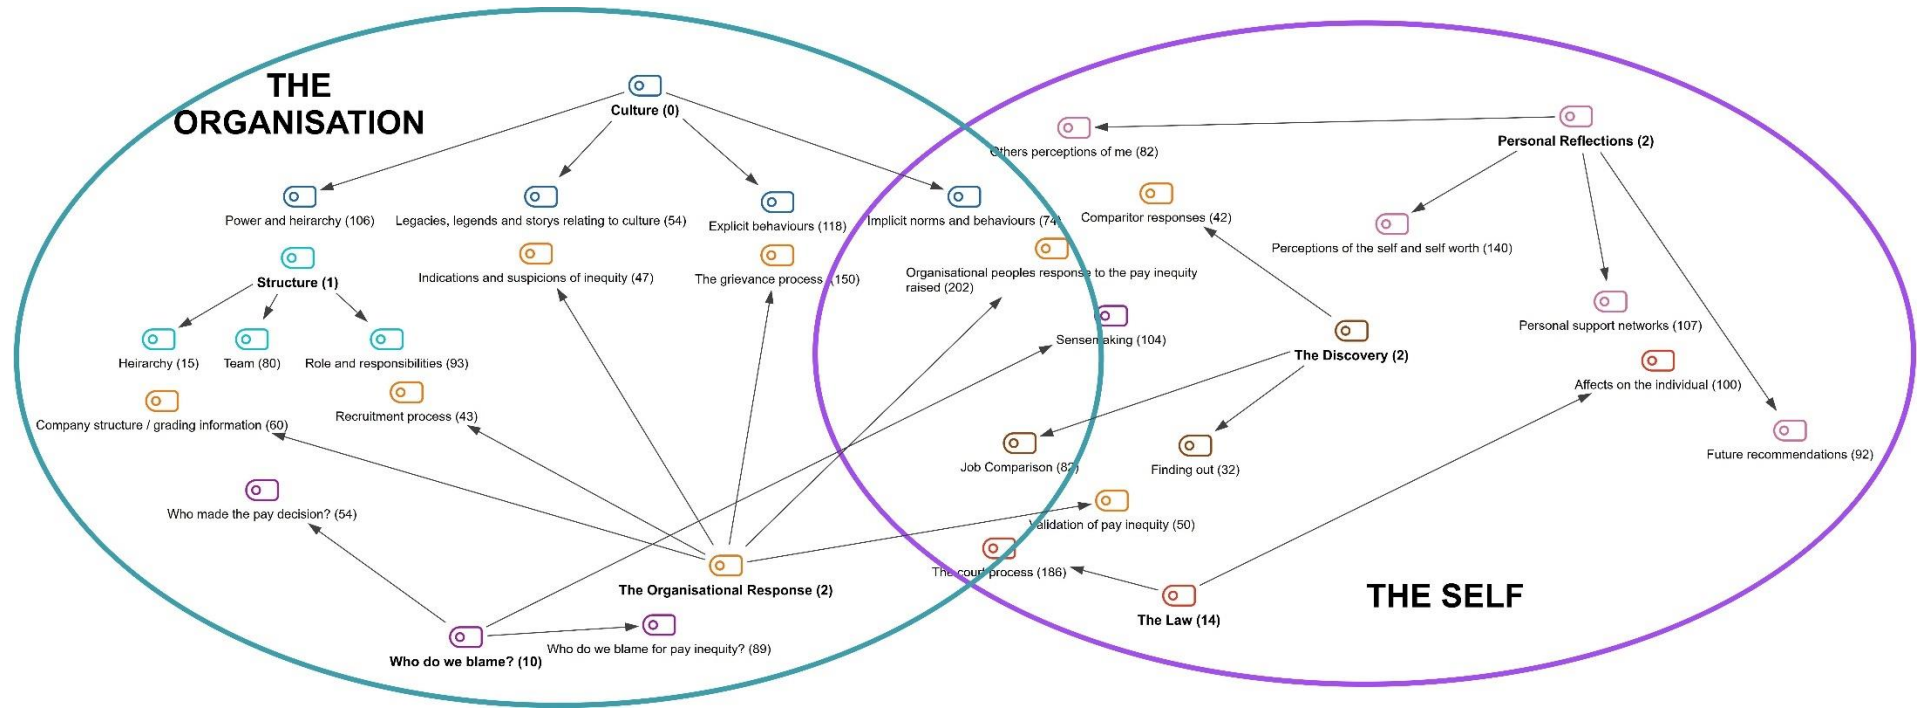 THE
ORGANISATION
Culture (0)
Others perceptions of me (82)
Personal Reflections (2)
Power and heirarchy (106)
Legacies, legends and storys relating to culture (54)
Explicit behaviours (118)
Implicit norms and behaviours (74)
Comparitor responses (42)
Perceptions of the self and self worth (140)
Structure (1)
Indications and suspicions of inequity (47)
The grievance process (150)
Organisational peoples response to the pay inequity
raised (202)
Personal support networks (107)
Heirarchy (15)
Team (80)
Role and responsibilities (93)
Sensemaking (104)
The Discovery (2)
Affects on the individual (100)
Company structure / grading information (60)
Recruitment process (43)
Job Comparison (82)
Finding out (32)
Future recommendations (92)
Who made the pay decision? (54)
Validation of pay inequity (50)
The Organisational Response (2)
The court process (186)
THE SELF
The Law (14)
Who do we blame? (10)
Who do we blame for pay inequity? (89)